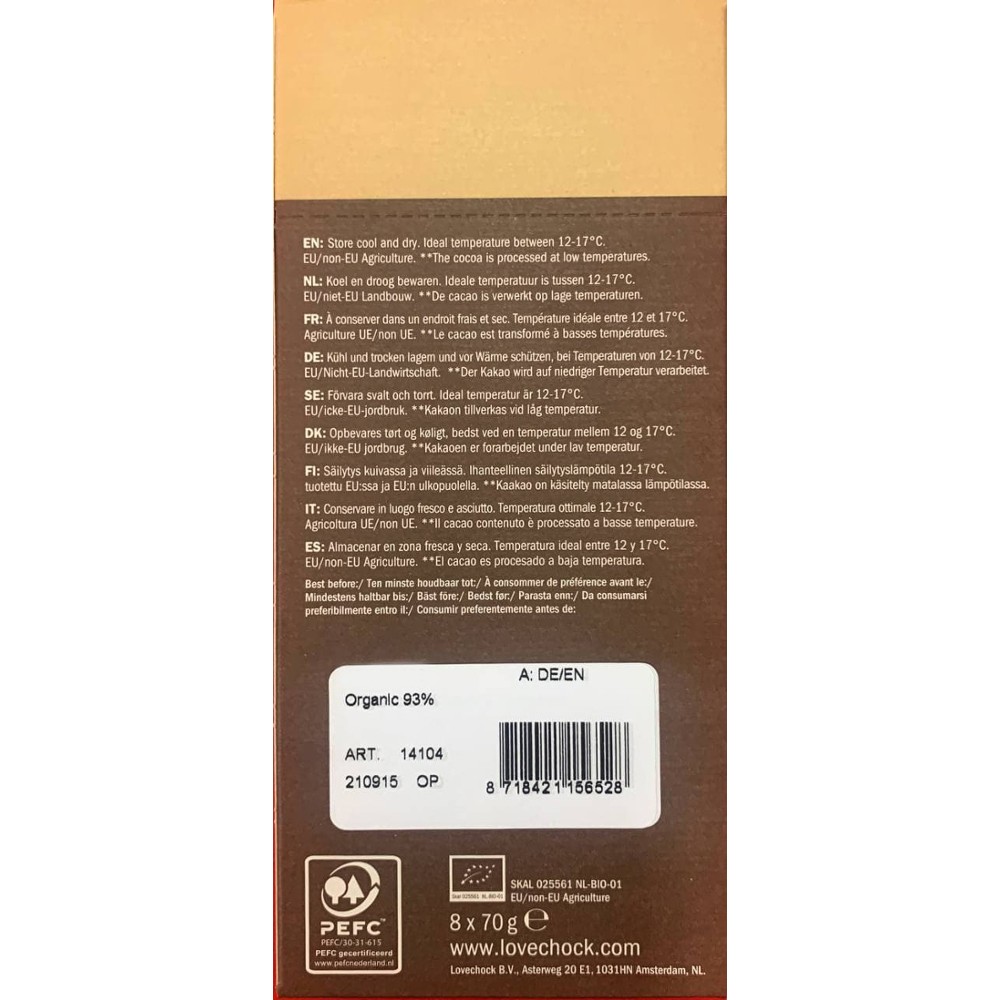 EN: Store cool and dry. Ideal temperature between 12-17°C.
EU/non-EU Agriculture. **The cocoa is processed at low temperatures.
NL: Koel en droog bewaren. Ideale temperatuur is tussen 12-17°C.
EU/niet-EU Landbouw. **De cacao is verwerkt op lage temperaturen.
FR: À conserver dans un endroit frais et sec. Température idéale entre 12 et 17°C.
Agriculture UE/non UE. **Le cacao est transformé à basses températures.
DE: Kühl und trocken lagern und vor Wärme schützen, bei Temperaturen von 12-17°C.
EU/Nicht-EU-Landwirtschaft. **Der Kakao wird auf niedriger Temperatur verarbeitet.
SE: Förvara svalt och torrt. Ideal temperatur är 12-17°C.
EU/icke-EU-jordbruk. **Kakaon tillverkas vid låg temperatur.
DK: Opbevares tørt og køligt, bedst ved en temperatur mellem 12 og 17°C.
EU/ikke-EU jordbrug. **Kakaoen er forarbejdet under lav temperatur.
FI: Säilytys kuivassa ja viileässä. Ihanteellinen säilytyslämpötila 12-17°C.
tuotettu EU:ssa ja EU:n ulkopuolella. **Kaakao on käsitelty matalassa lämpötilassa.
IT: Conservare in luogo fresco e asciutto. Temperatura ottimale 12-17°C.
Agricoltura UE/non UE. **Il cacao contenuto è processato a basse temperature.
ES: Almacenar en zona fresca y seca. Temperatura ideal entre 12 y 17°C.
EU/non-EU Agriculture. **El cacao es procesado a baja temperatura.
Best before:/ Ten minste houdbaar tot:/ À consommer de préférence avant le:/
Mindestens haltbar bis:/ Bäst före:/ Bedst før:/ Parasta enn:/ Da consumarsi
preferibilmente entro il:/ Consumir preferentemente antes de:
A: DE/EN
Organic 93%
ART. 14104
210915 OP
8 718421 156528
PEFC™
PEFC/30-31-615
PEFC gecertificeerd
www.pefcnederland.nl
Skal 025561 NL-BIO-01
SKAL 025561 NL-BIO-01
EU/non-EU Agriculture
8 x 70 g ℮
www.lovechock.com
Lovechock B.V., Asterweg 20 E1, 1031HN Amsterdam, NL.